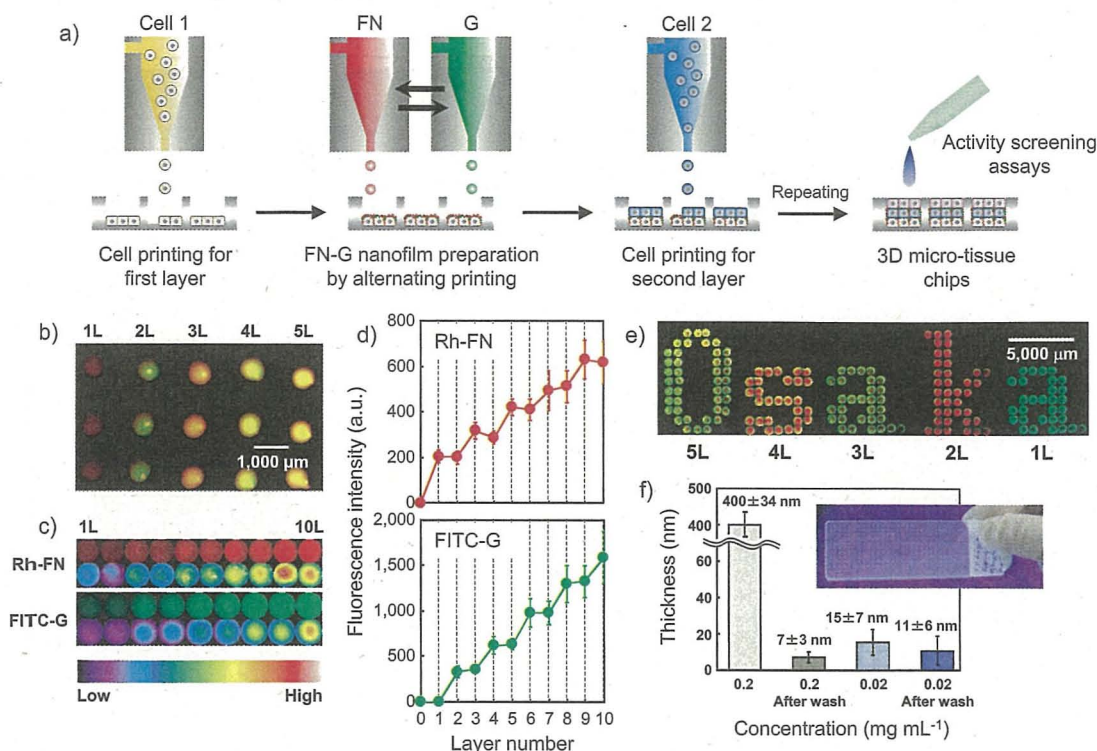 a)
Cell 1
FN
G
Cell 2
Activity screening
assays
Repeating
Cell printing for
first layer
FN-G nanofilm preparation
by alternating printing
Cell printing for
second layer
3D micro-tissue
chips
b)
1L 2L 3L 4L 5L
1,000 µm
c)
1L 10L
Rh-FN
FITC-G
Low High
d)
Fluorescence intensity (a.u.)
800
Rh-FN
600
400
200
0
2,000
FITC-G
1,500
1,000
500
0
0 1 2 3 4 5 6 7 8 9 10
Layer number
e)
5,000 µm
Osaka
5L 4L 3L 2L 1L
f)
Thickness (nm)
500
400
60
40
20
0
400±34 nm
7±3 nm
15±7 nm
11±6 nm
0.2 0.2 0.02 0.02
After wash After wash
Concentration (mg mL⁻¹)